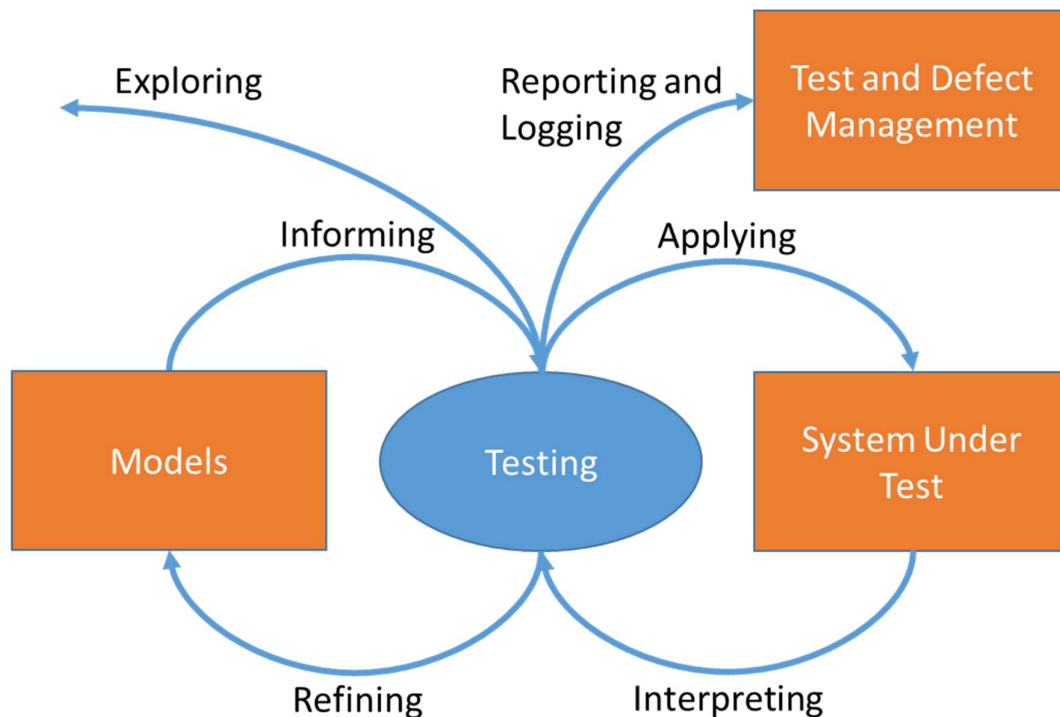 Exploring
Reporting and
Logging
Test and Defect
Management
Informing
Applying
Models
Testing
System Under
Test
Refining
Interpreting